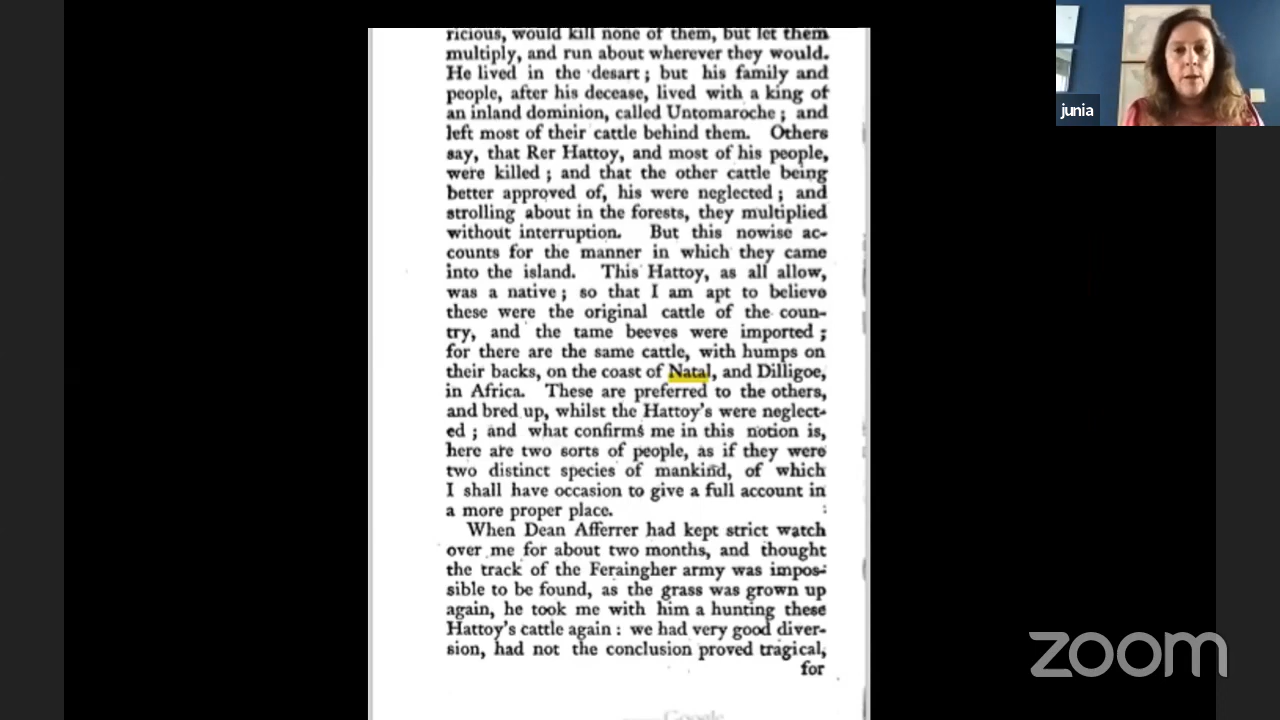 ricious, would kill none of them, but let them
multiply, and run about wherever they would.
He lived in the desart; but his family and
people, after his decease, lived with a king of
an inland dominion, called Untomaroche; and
left most of their cattle behind them. Others
say, that Rer Hattoy, and most of his people,
were killed; and that the other cattle being
better approved of, his were neglected; and
strolling about in the forests, they multiplied
without interruption. But this nowise ac-
counts for the manner in which they came
into the island. This Hattoy, as all allow,
was a native; so that I am apt to believe
these were the original cattle of the coun-
try, and the tame beeves were imported;
for there are the same cattle, with humps on
their backs, on the coast of Natal, and Dilligoe,
in Africa. These are preferred to the others,
and bred up, whilst the Hattoy's were neglect-
ed; and what confirms me in this notion is,
here are two sorts of people, as if they were
two distinct species of mankind, of which
I shall have occasion to give a full account in
a more proper place.
When Dean Afferrer had kept strict watch
over me for about two months, and thought
the track of the Feraingher army was impos-
sible to be found, as the grass was grown up
again, he took me with him a hunting these
Hattoy's cattle again: we had very good diver-
sion, had not the conclusion proved tragical,
for
Google
junia
zoom